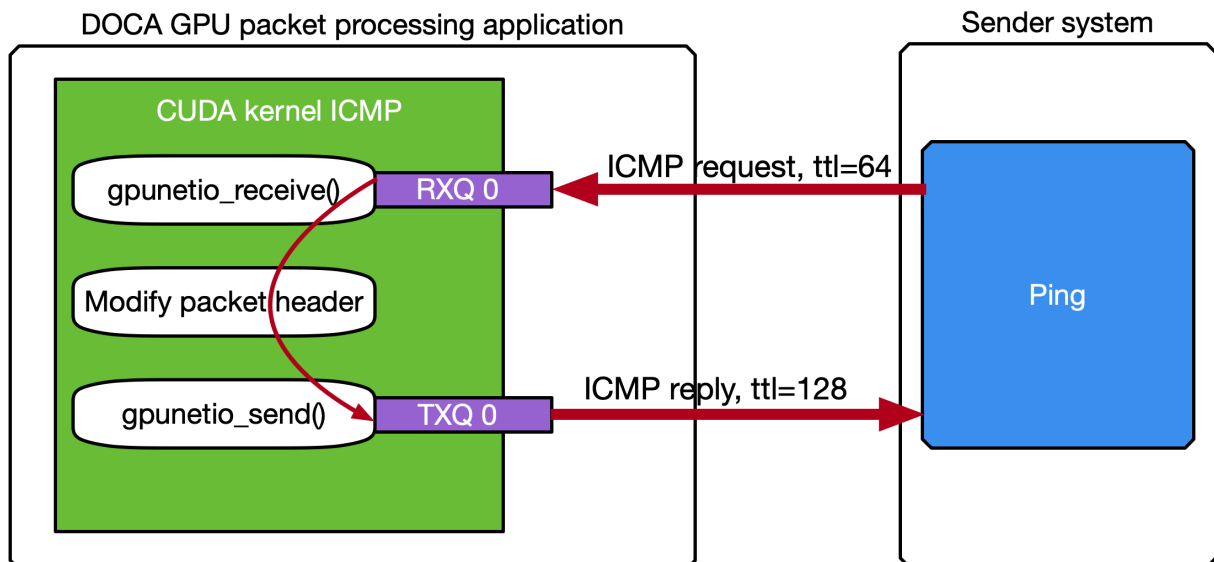 DOCA GPU packet processing application
Sender system
CUDA kernel ICMP
gpunetio_receive()
RXQ 0
ICMP request, ttl=64
Modify packet header
Ping
gpunetio_send()
TXQ 0
ICMP reply, ttl=128